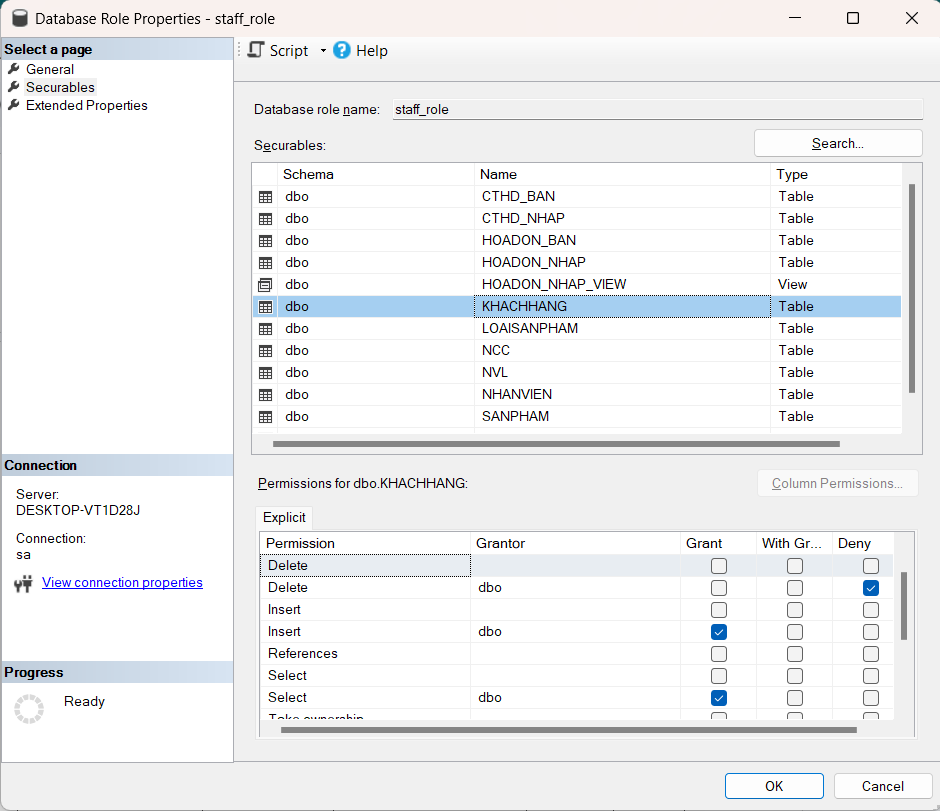 Database Role Properties - staff_role
Select a page
General
Securables
Extended Properties
Script
Help
Database role name: staff_role
Securables:
Search...
Schema Name Type
dbo CTHD_BAN Table
dbo CTHD_NHAP Table
dbo HOADON_BAN Table
dbo HOADON_NHAP Table
dbo HOADON_NHAP_VIEW View
dbo KHACHHANG Table
dbo LOAISANPHAM Table
dbo NCC Table
dbo NVL Table
dbo NHANVIEN Table
dbo SANPHAM Table
Connection
Server:
DESKTOP-VT1D28J
Connection:
sa
View connection properties
Progress
Ready
Permissions for dbo.KHACHHANG:
Column Permissions...
Explicit
Permission Grantor Grant With Gr... Deny
Delete
Delete dbo
Insert
Insert dbo
References
Select
Select dbo
Take ownership
OK
Cancel